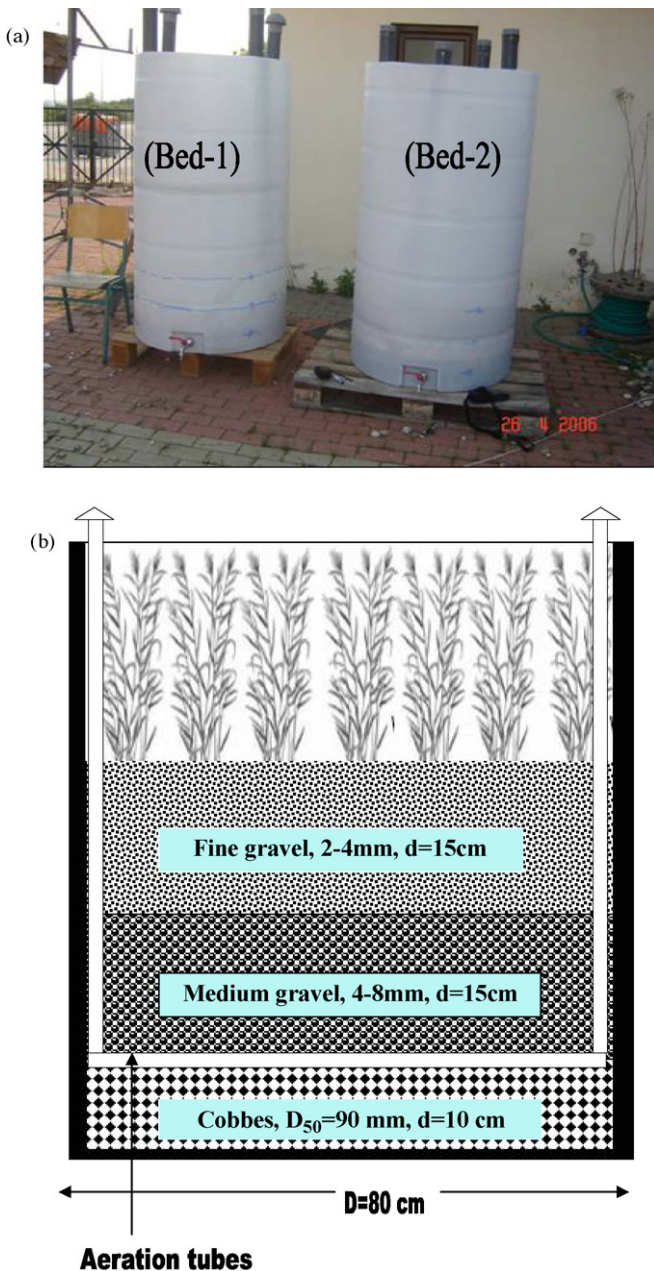 (a)
(Bed-1)
(Bed-2)
26 4 2006
(b)
Fine gravel, 2-4mm, d=15cm
Medium gravel, 4-8mm, d=15cm
Cobbes, D50=90 mm, d=10 cm
D=80 cm
Aeration tubes